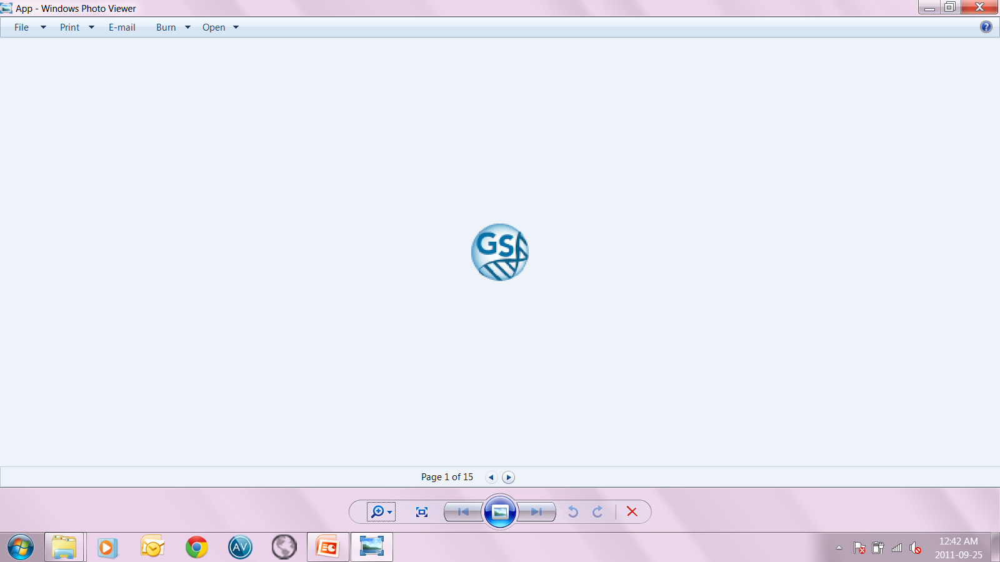 App - Windows Photo Viewer
File Print E-mail Burn Open
GS
Page 1 of 15
AV
12:42 AM
2011-09-25